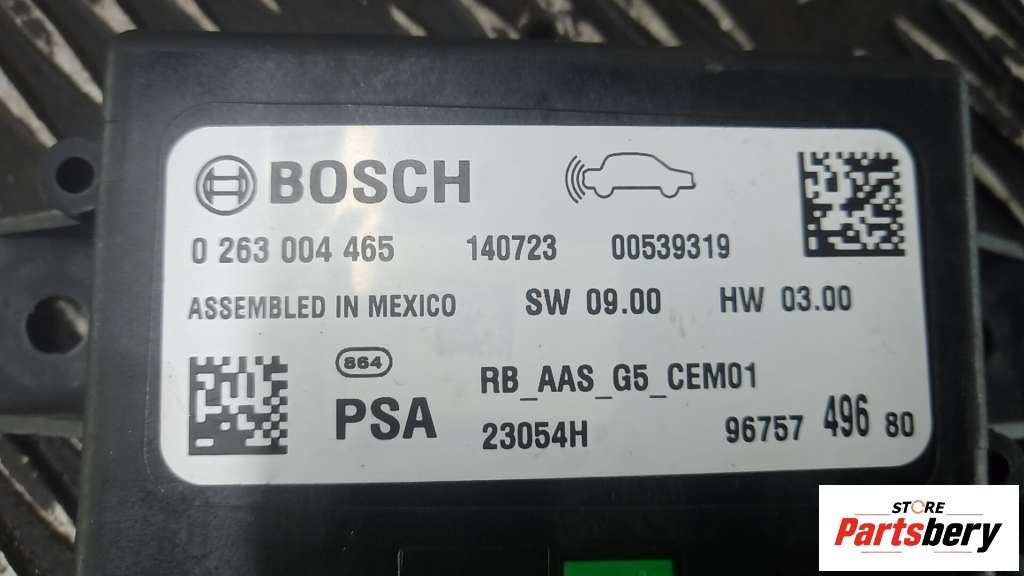 BOSCH
0 263 004 465 140723 00539319
ASSEMBLED IN MEXICO SW 09.00 HW 03.00
864
RB_AAS_G5_CEM01
PSA
23054H 96757 496 80
STORE
Partsbery